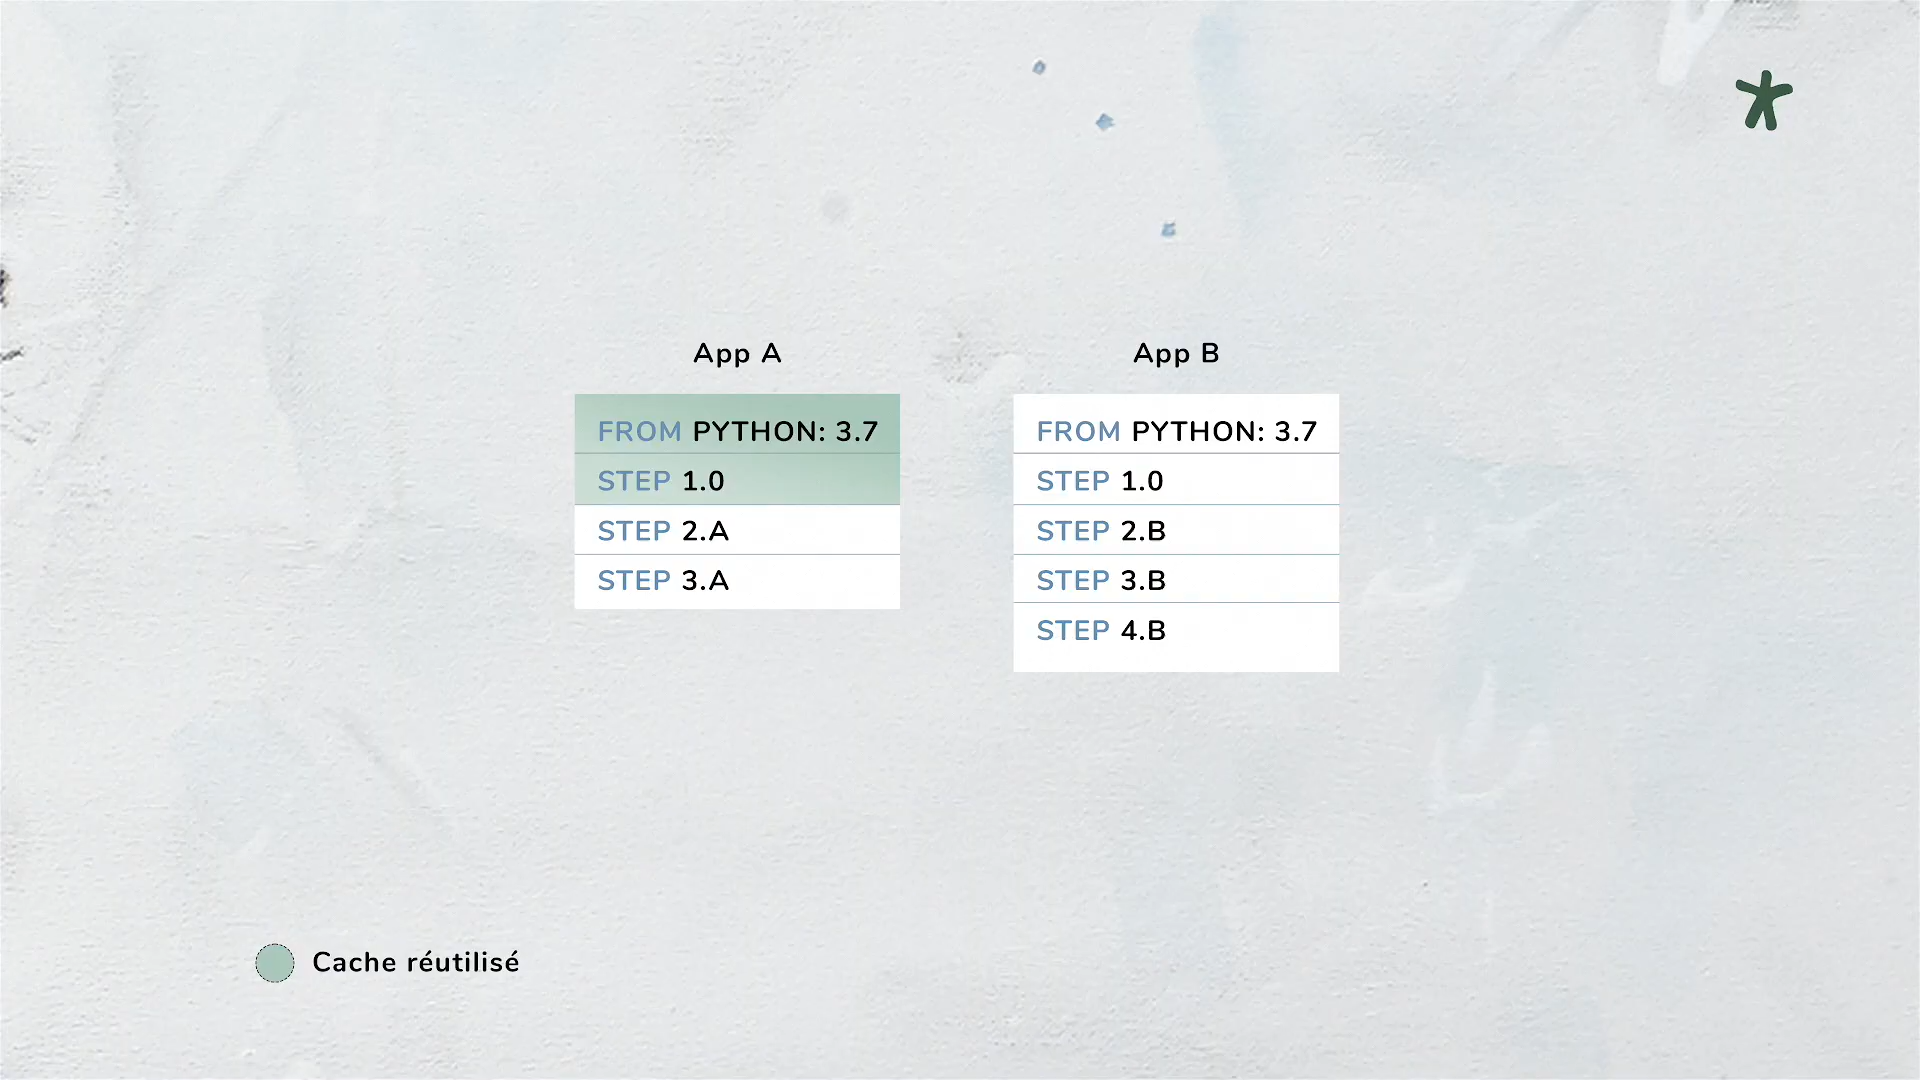 App A
FROM PYTHON: 3.7
STEP 1.0
STEP 2.A
STEP 3.A
App B
FROM PYTHON: 3.7
STEP 1.0
STEP 2.B
STEP 3.B
STEP 4.B
Cache réutilisé